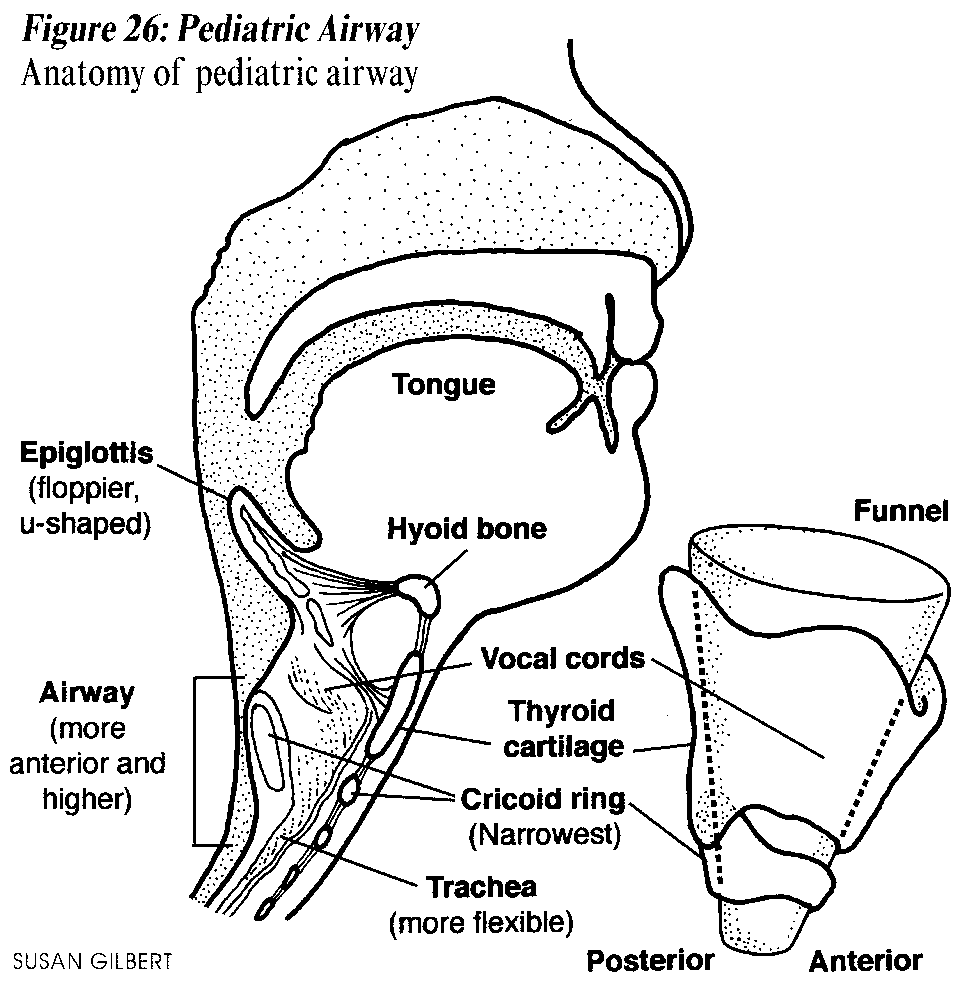 Figure 26: Pediatric Airway
Anatomy of pediatric airway
Tongue
Epiglottis
(floppier,
u-shaped)
Hyoid bone
Funnel
Vocal cords
Airway
(more
anterior and
higher)
Thyroid
cartilage
Cricoid ring
(Narrowest)
Trachea
(more flexible)
Posterior
Anterior
SUSAN GILBERT